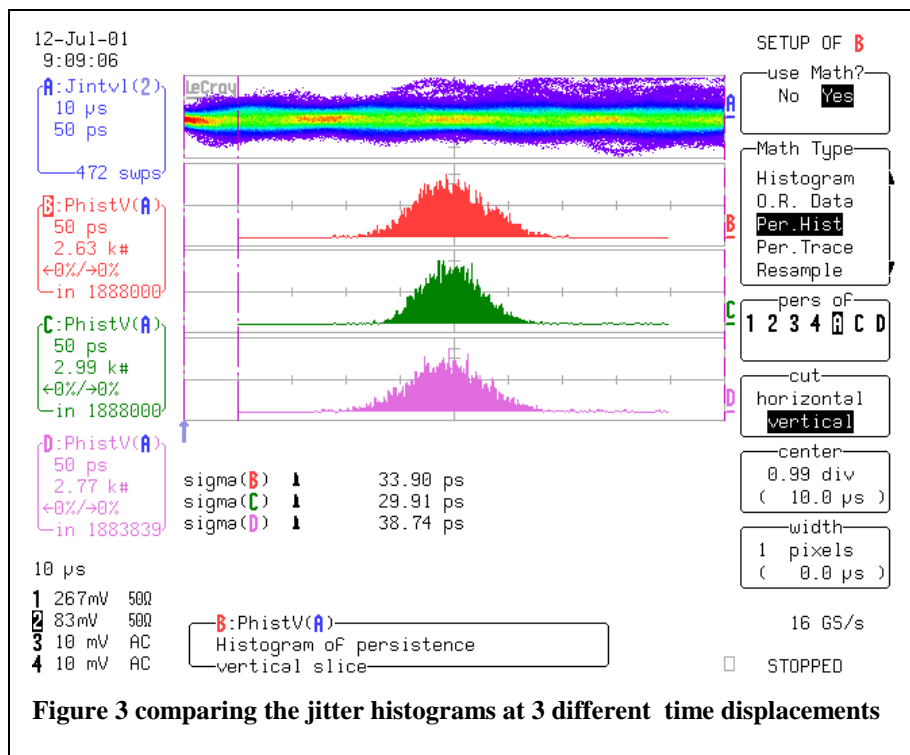 12-Jul-01
9:09:06
A:Jintvl(2)
10 µs
50 ps
472 swps
B:PhistV(A)
50 ps
2.63 k#
←0%/→0%
in 1888000
C:PhistV(A)
50 ps
2.99 k#
←0%/→0%
in 1888000
D:PhistV(A)
50 ps
2.77 k#
←0%/→0%
in 1883839
LeCroy
A
B
C
D
sigma(B) 33.90 ps
sigma(C) 29.91 ps
sigma(D) 38.74 ps
10 µs
1 267mV 50Ω
2 83mV 50Ω
3 10 mV AC
4 10 mV AC
B:PhistV(A)
Histogram of persistence
vertical slice
SETUP OF B
use Math?
No Yes
Math Type
Histogram
O.R. Data
Per.Hist
Per.Trace
Resample
pers of
1 2 3 4 A C D
cut
horizontal
vertical
center
0.99 div
( 10.0 µs )
width
1 pixels
( 0.0 µs )
16 GS/s
STOPPED
Figure 3 comparing the jitter histograms at 3 different time displacements